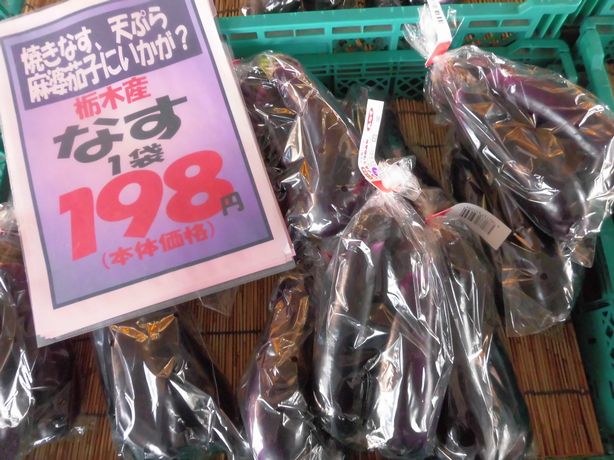 焼きなす、天ぷら
麻婆茄子にいかが？
栃木産
なす
1袋
198円
(本体価格)